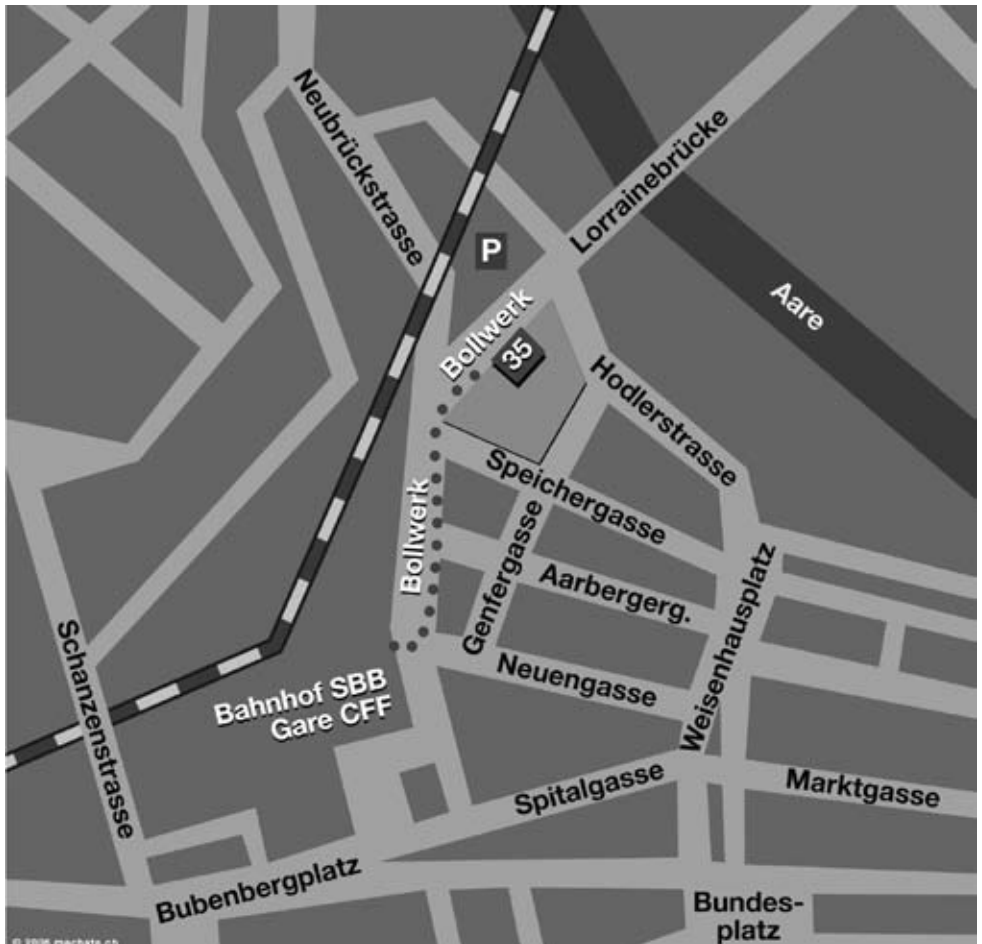 Neubrückstrasse
Lorrainebrücke
P
Aare
Bollwerk
35
Hodlerstrasse
Speichergasse
Bollwerk
Genfergasse
Aarbergerg.
Weisenhausplatz
Schanzenstrasse
Neuengasse
Bahnhof SBB
Gare CFF
Spitalgasse
Marktgasse
Bubenbergplatz
Bundes-
platz